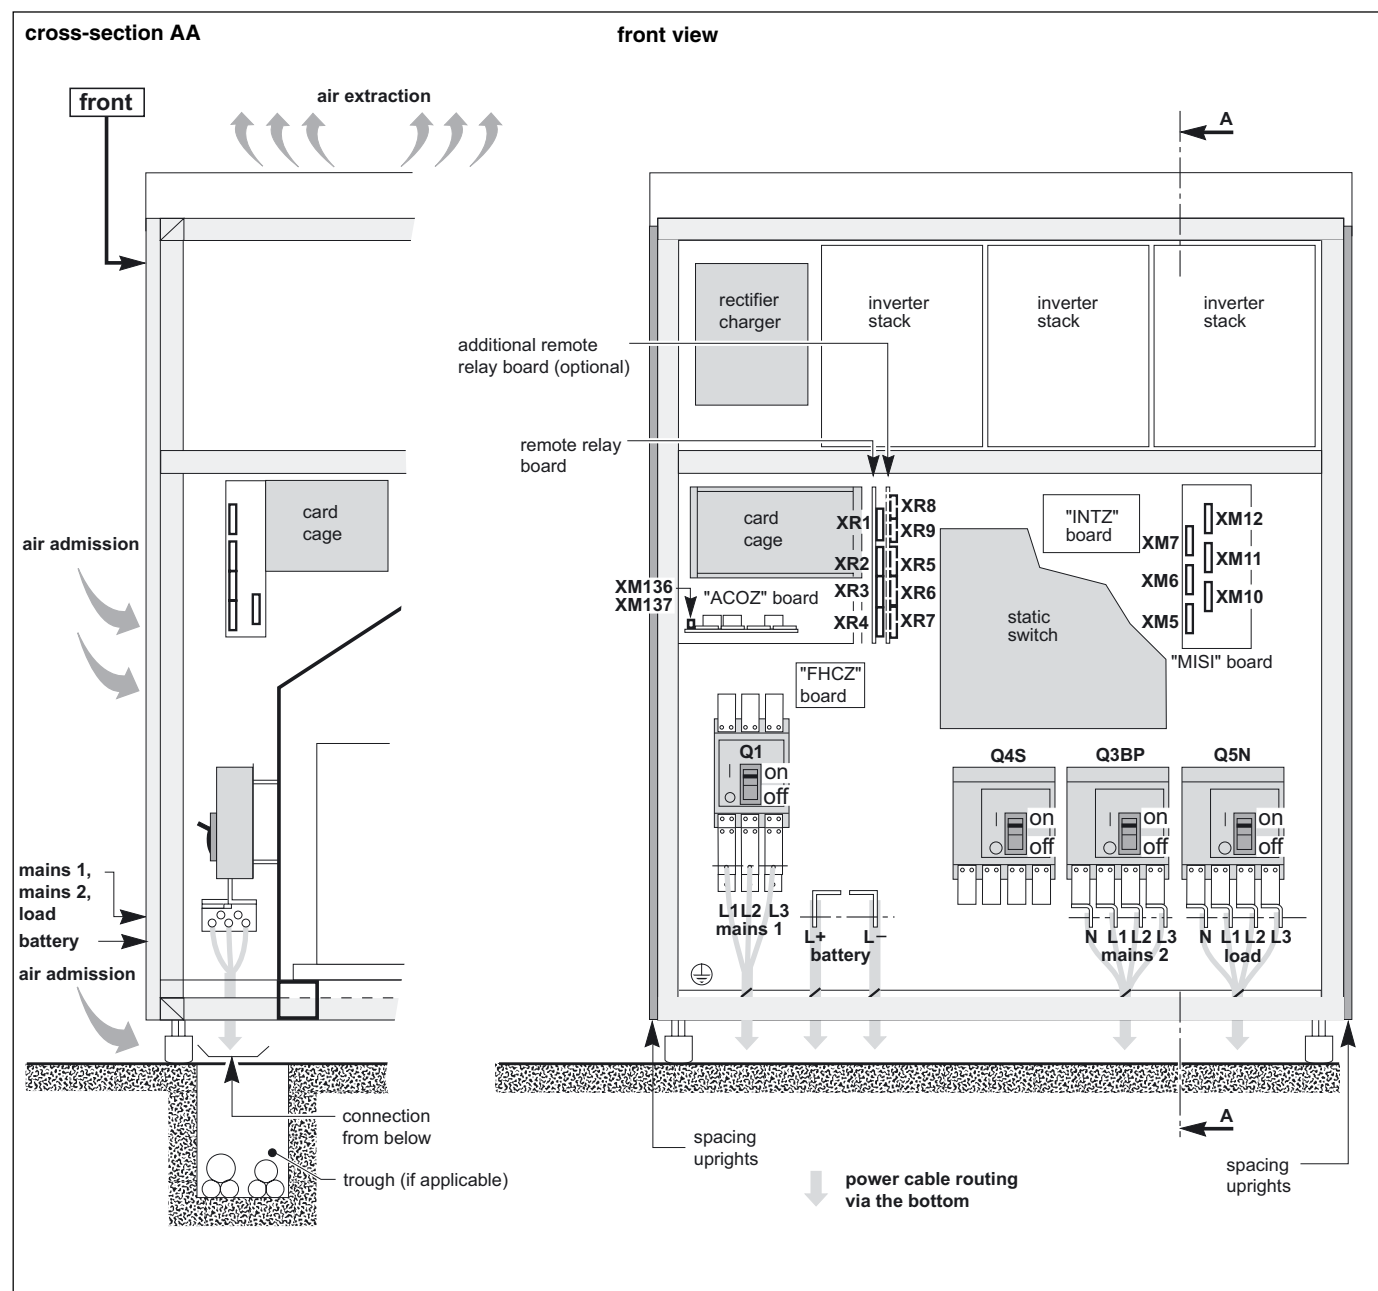 cross-section AA
front view
front
air extraction
A
rectifier
charger
inverter
stack
inverter
stack
inverter
stack
additional remote
relay board (optional)
remote relay
board
card
cage
air admission
card
cage
XR1
XR2
XR3
XR4
XR8
XR9
XR5
XR6
XR7
"INTZ"
board
XM7
XM6
XM5
XM12
XM11
XM10
"MISI" board
XM136
XM137
"ACOZ" board
static
switch
"FHCZ"
board
Q1
I
on
off
Q4S
I
on
off
Q3BP
I
on
off
Q5N
I
on
off
mains 1,
mains 2,
load
battery
air admission
L1 L2 L3
mains 1
L+ L–
battery
N L1 L2 L3
mains 2
N L1 L2 L3
load
connection
from below
trough (if applicable)
A
spacing
uprights
power cable routing
via the bottom
spacing
uprights